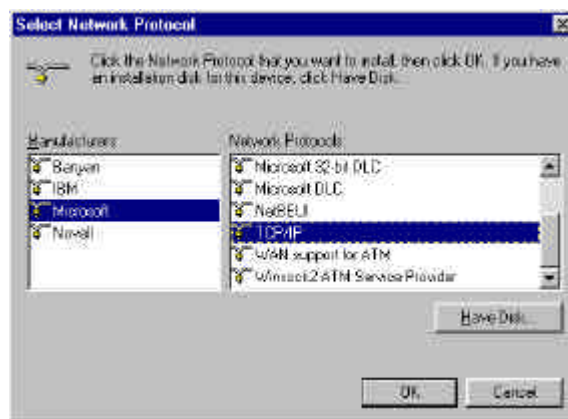 Select Network Protocol
Click the Network Protocol that you want to install, then click OK. If you have
an installation disk for this device, click Have Disk.
Manufacturers:
Network Protocols:
Banyan
IBM
Microsoft
Novell
Microsoft 32-bit DLC
Microsoft DLC
NetBEUI
TCP/IP
WAN support for ATM
Winsock2 ATM Service Provider
Have Disk...
OK
Cancel